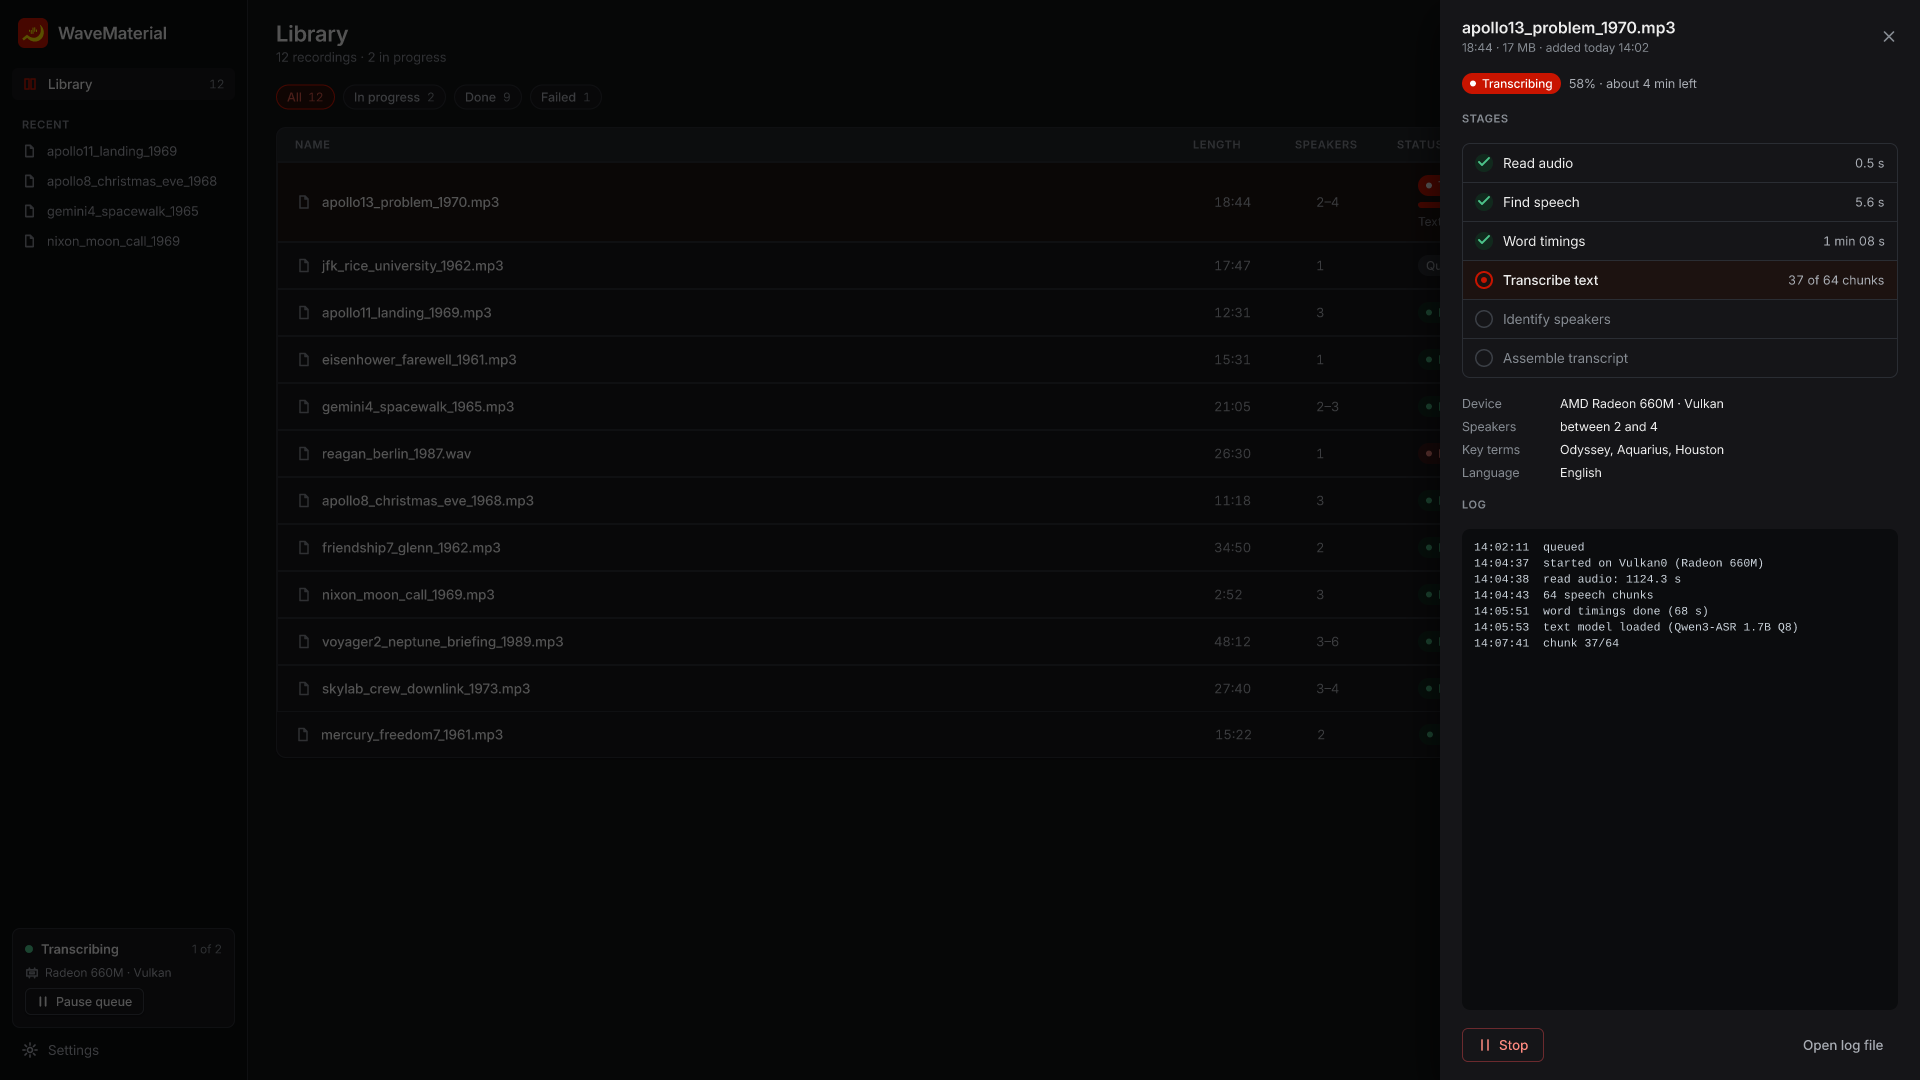 WaveMaterial
Library 12
RECENT
apollo11_landing_1969
apollo8_christmas_eve_1968
gemini4_spacewalk_1965
nixon_moon_call_1969
Transcribing 1 of 2
Radeon 660M · Vulkan
Pause queue
Settings
Library
12 recordings · 2 in progress
All 12 In progress 2 Done 9 Failed 1
NAME LENGTH SPEAKERS STATUS
apollo13_problem_1970.mp3 18:44 2–4
Text
jfk_rice_university_1962.mp3 17:47 1 Qu
apollo11_landing_1969.mp3 12:31 3
eisenhower_farewell_1961.mp3 15:31 1
gemini4_spacewalk_1965.mp3 21:05 2–3
reagan_berlin_1987.wav 26:30 1
apollo8_christmas_eve_1968.mp3 11:18 3
friendship7_glenn_1962.mp3 34:50 2
nixon_moon_call_1969.mp3 2:52 3
voyager2_neptune_briefing_1989.mp3 48:12 3–6
skylab_crew_downlink_1973.mp3 27:40 3–4
mercury_freedom7_1961.mp3 15:22 2
apollo13_problem_1970.mp3
18:44 · 17 MB · added today 14:02
Transcribing 58% · about 4 min left
STAGES
Read audio 0.5 s
Find speech 5.6 s
Word timings 1 min 08 s
Transcribe text 37 of 64 chunks
Identify speakers
Assemble transcript
Device AMD Radeon 660M · Vulkan
Speakers between 2 and 4
Key terms Odyssey, Aquarius, Houston
Language English
LOG
14:02:11 queued
14:04:37 started on Vulkan0 (Radeon 660M)
14:04:38 read audio: 1124.3 s
14:04:43 64 speech chunks
14:05:51 word timings done (68 s)
14:05:53 text model loaded (Qwen3-ASR 1.7B Q8)
14:07:41 chunk 37/64
Stop
Open log file